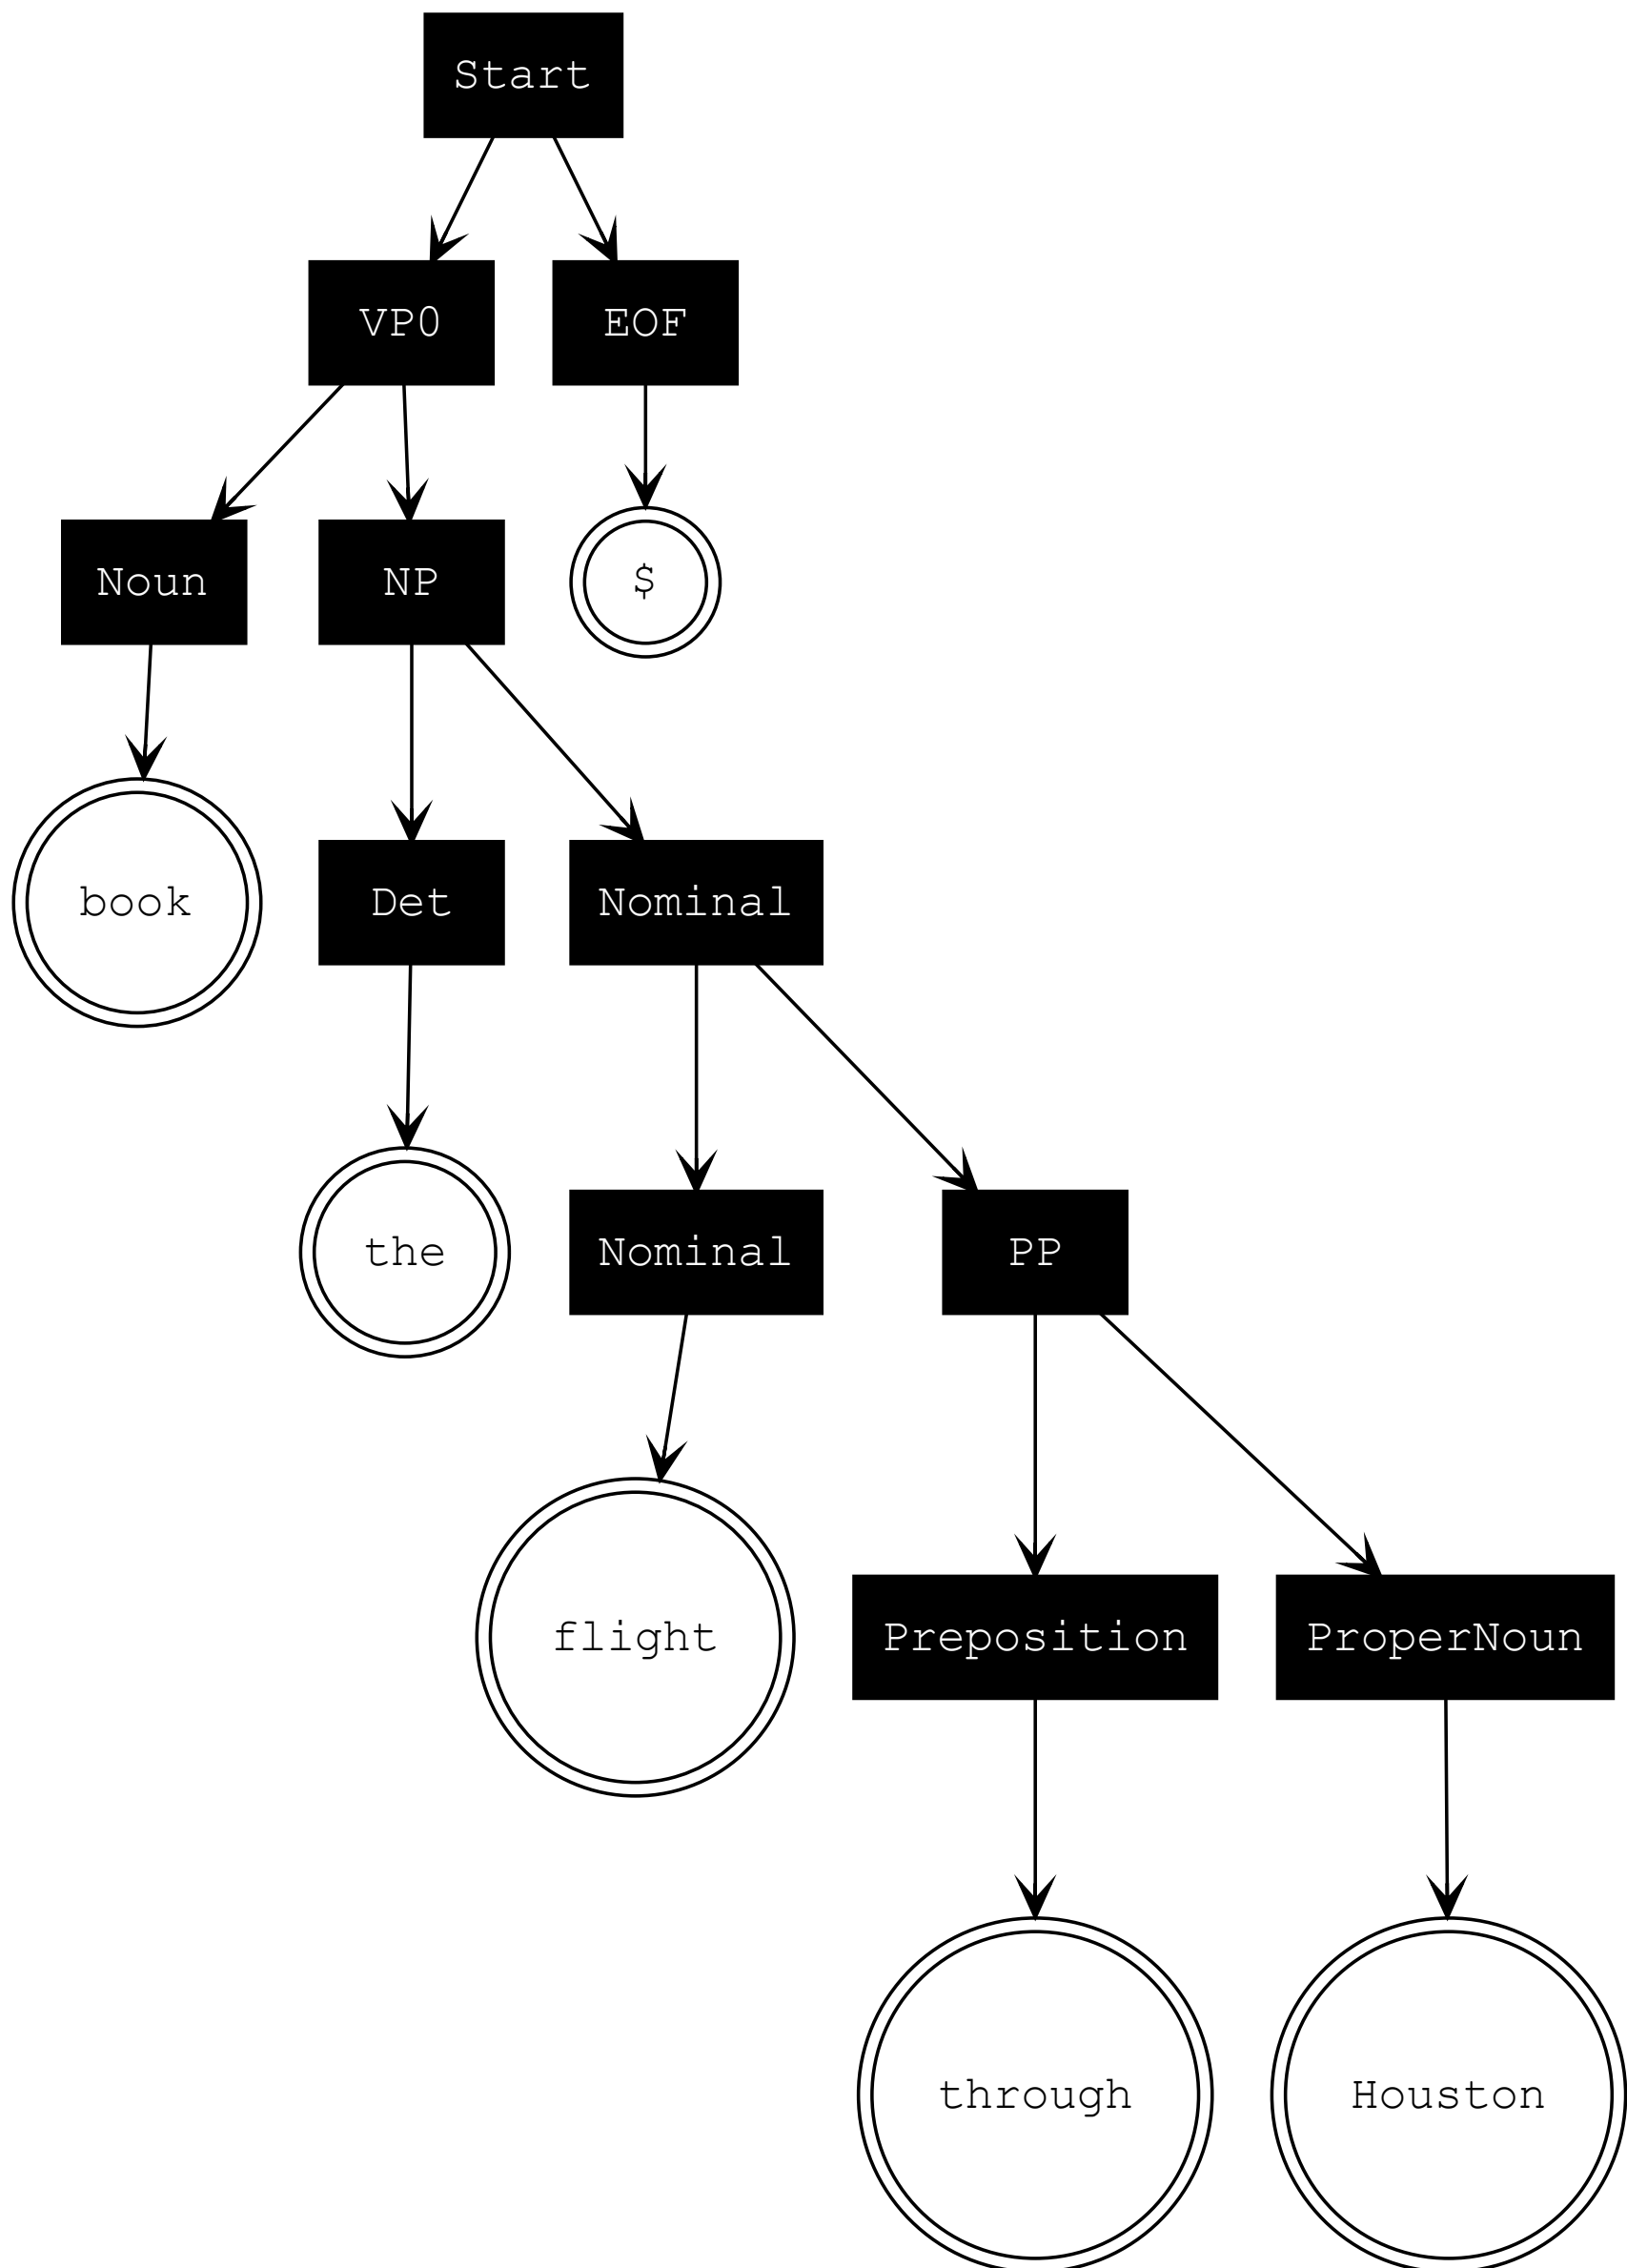 Start
VP0 EOF
Noun NP $
book Det Nominal
the Nominal PP
flight Preposition ProperNoun
through Houston